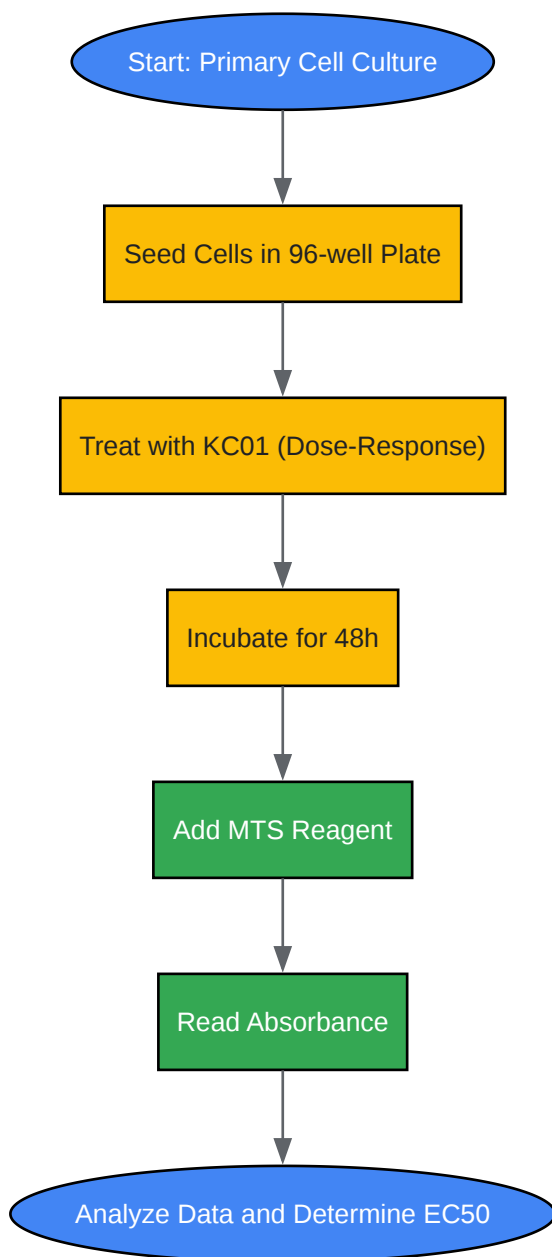 Start: Primary Cell Culture
Seed Cells in 96-well Plate
Treat with KC01 (Dose-Response)
Incubate for 48h
Add MTS Reagent
Read Absorbance
Analyze Data and Determine EC50